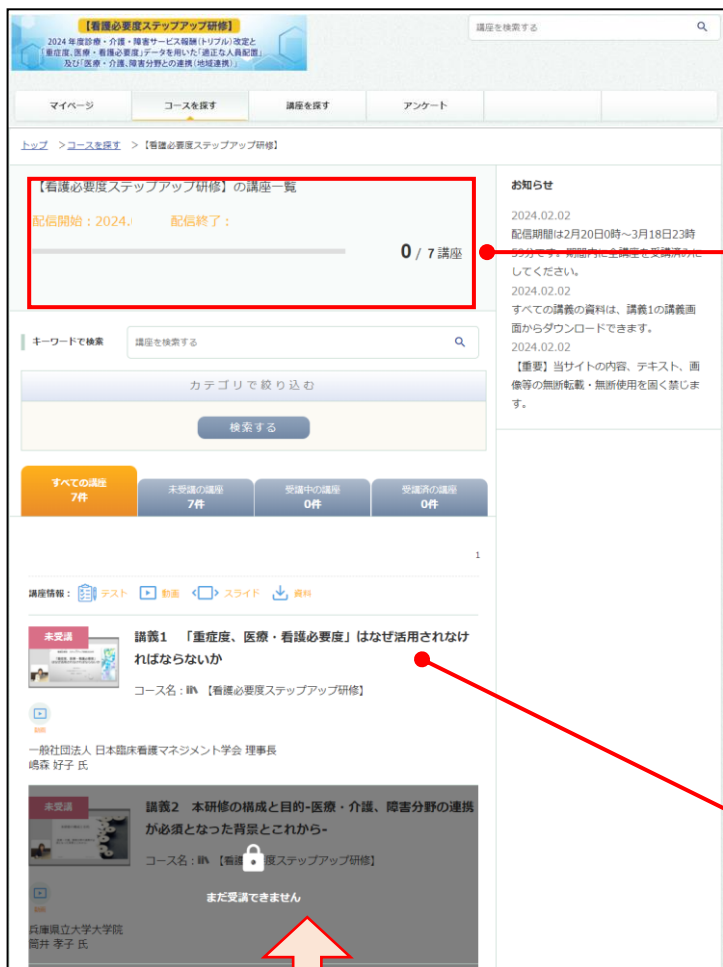 【看護必要度ステップアップ研修】
2024年度診療・介護・障害サービス報酬(トリプル)改定と
「重症度、医療・看護必要度」データを用いた「適正な人員配置」
及び「医療・介護、障害分野との連携(地域連携)」
講座を検索する
マイページ
コースを探す
講座を探す
アンケート
トップ >コースを探す >【看護必要度ステップアップ研修】
【看護必要度ステップアップ研修】の講座一覧
配信開始：2024. 配信終了：
0 / 7 講座
お知らせ
2024.02.02
配信期間は2月20日0時～3月18日23時
59分です。期間内に全講座を受講済みに
してください。
2024.02.02
すべての講義の資料は、講義1の講義画
面からダウンロードできます。
2024.02.02
【重要】当サイトの内容、テキスト、画
像等の無断転載・無断使用を固く禁じま
す。
キーワードで検索
講座を検索する
カテゴリで絞り込む
検索する
すべての講座
7件
未受講の講座
7件
受講中の講座
0件
受講済の講座
0件
1
講座情報： テスト 動画 スライド 資料
未受講
講義1 「重症度、医療・看護必要度」はなぜ活用されなけ
ればならないか
コース名： 【看護必要度ステップアップ研修】
動画
一般社団法人 日本臨床看護マネジメント学会 理事長
嶋森 好子 氏
未受講
講義2 本研修の構成と目的-医療・介護、障害分野の連携
が必須となった背景とこれから-
コース名： 【看護 度ステップアップ研修】
まだ受講できません
動画
兵庫県立大学大学院
筒井 孝子 氏